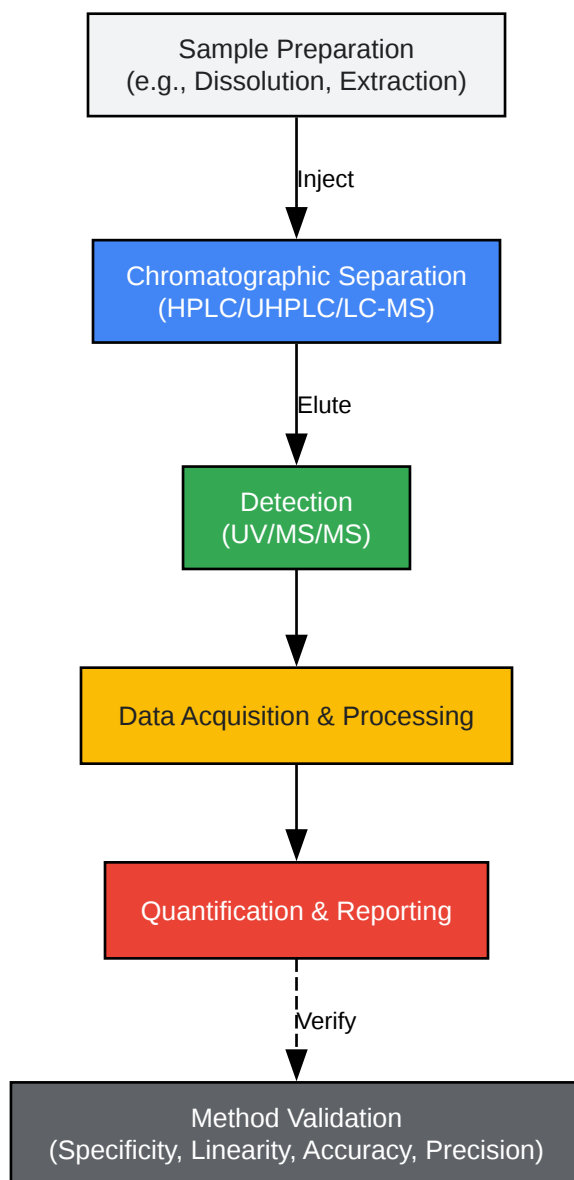 Sample Preparation
(e.g., Dissolution, Extraction)
Inject
Chromatographic Separation
(HPLC/UHPLC/LC-MS)
Elute
Detection
(UV/MS/MS)
Data Acquisition & Processing
Quantification & Reporting
Verify
Method Validation
(Specificity, Linearity, Accuracy, Precision)